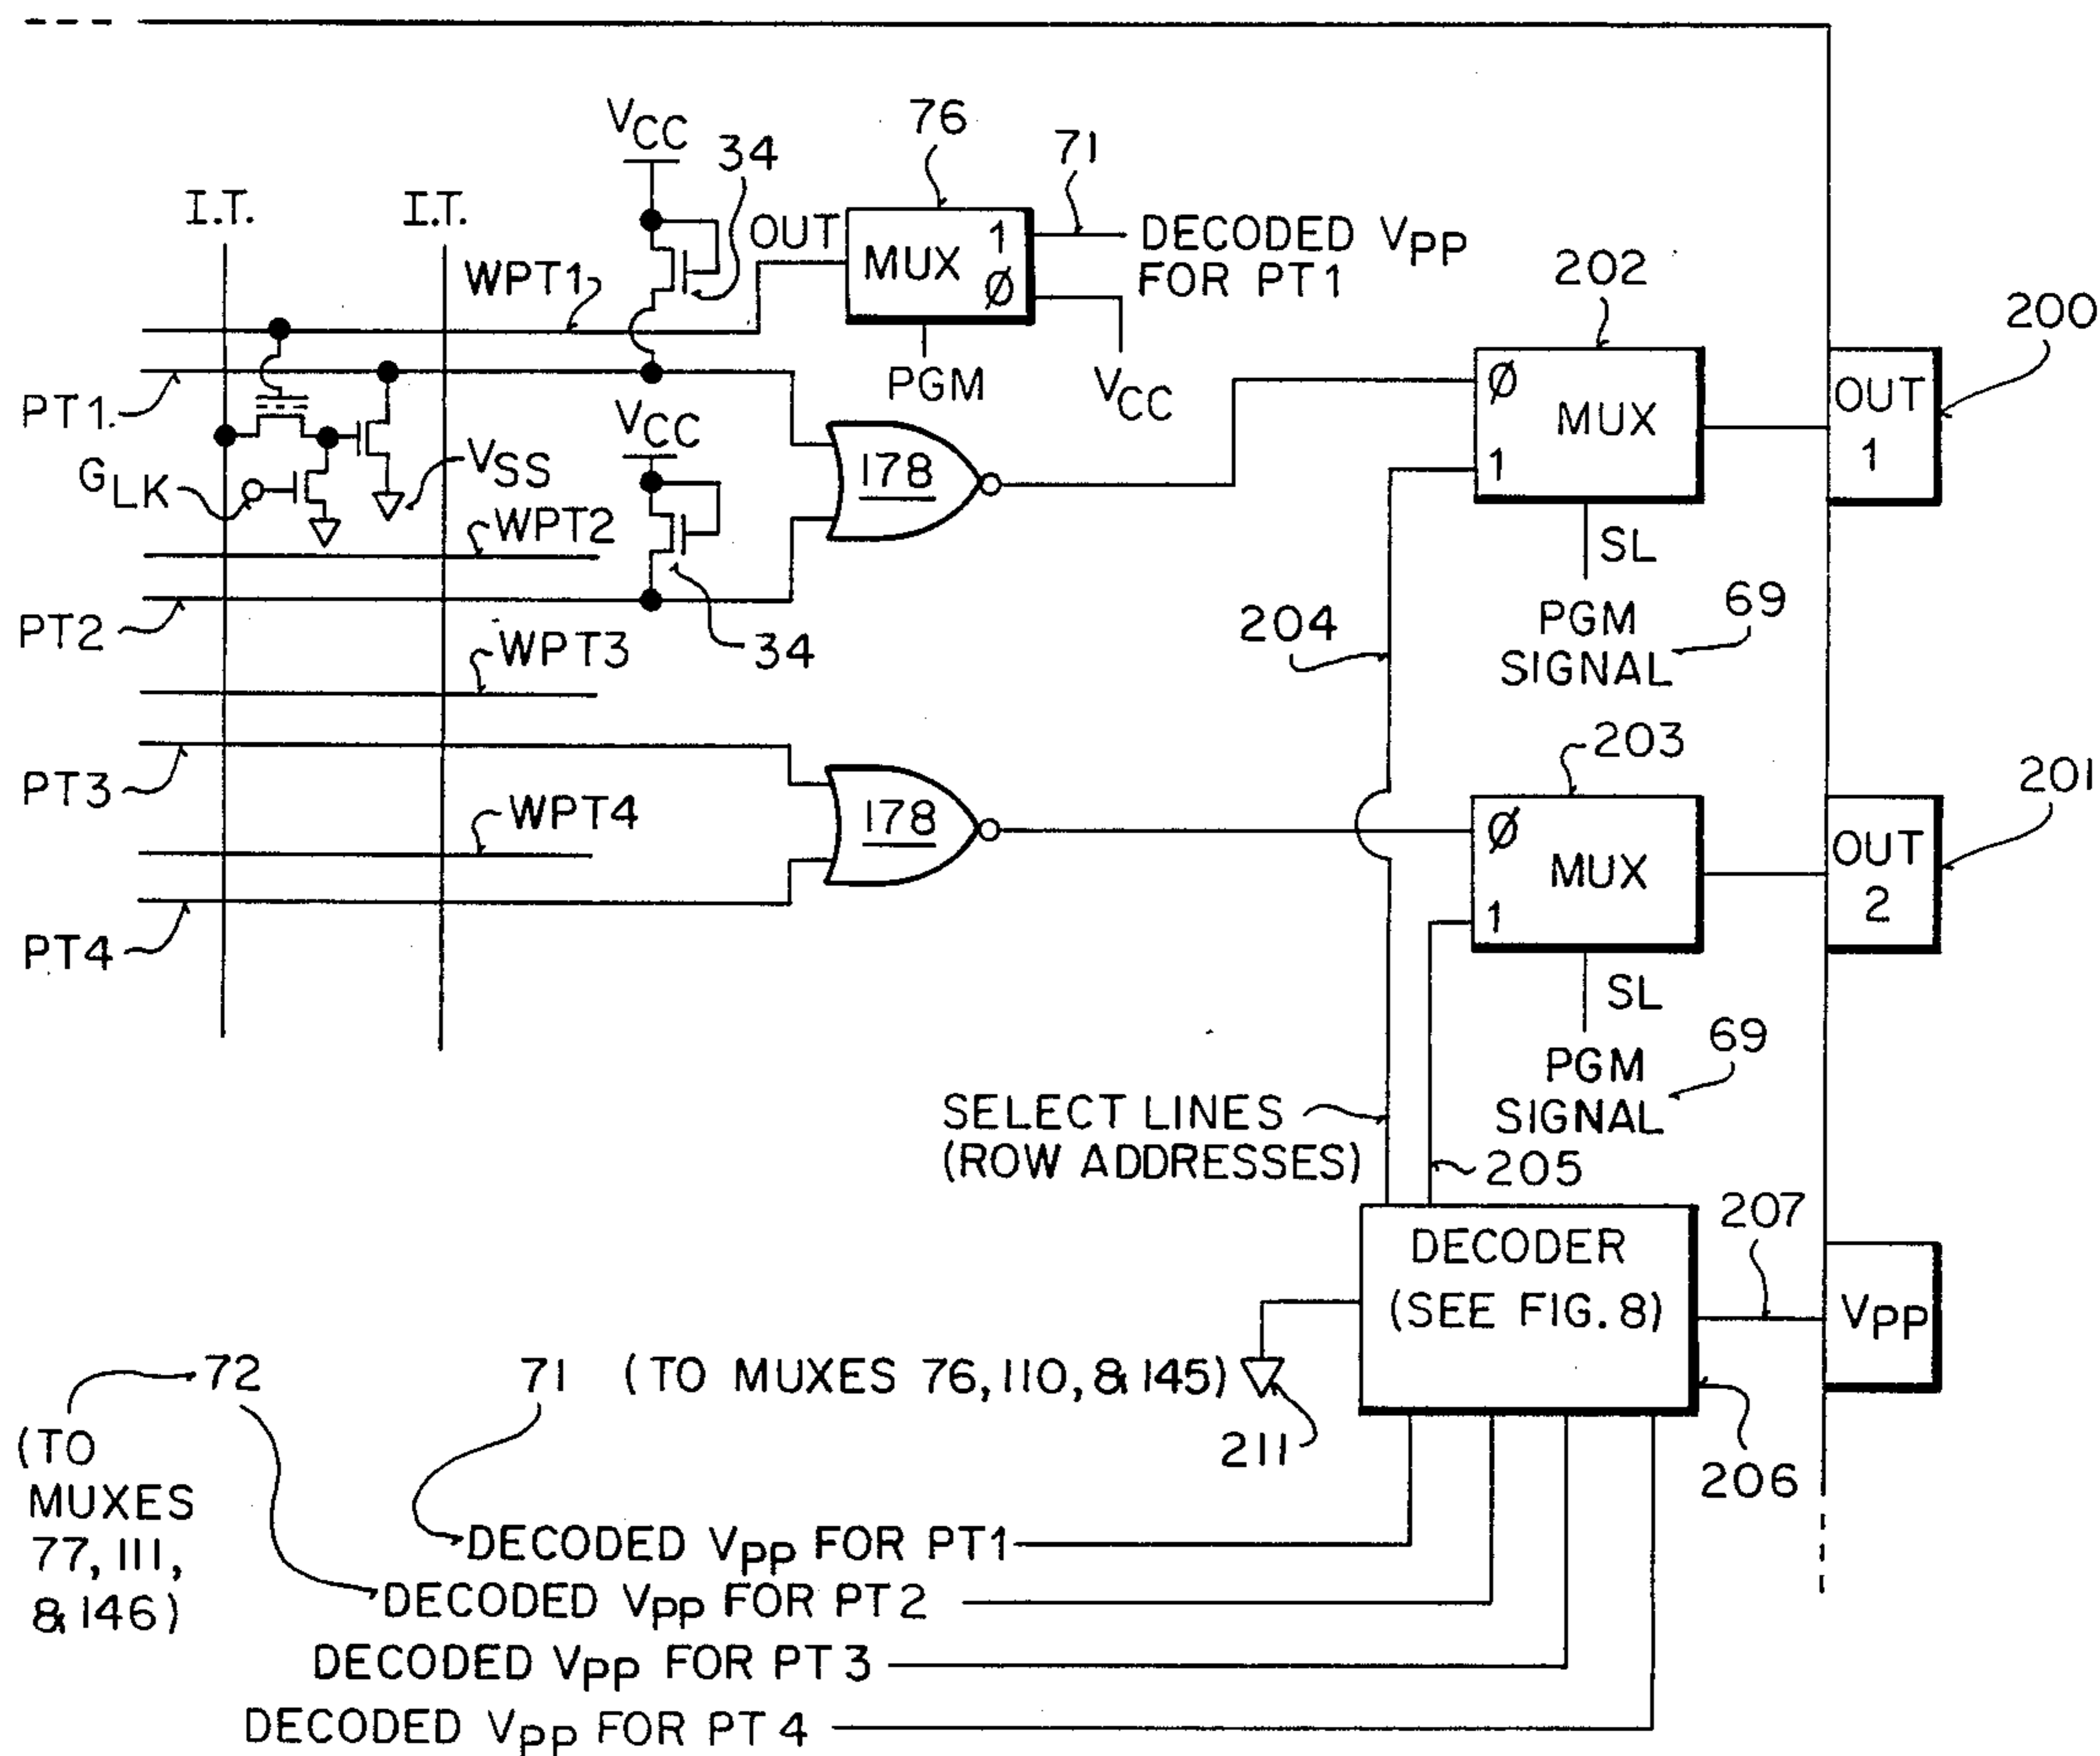 VCC
34
76
71
I.T.
I.T.
OUT
MUX
1
Ø
DECODED VPP
FOR PT1
WPT1
202
200
PT1
PGM
VCC
Ø
MUX
1
OUT
1
VCC
GLK
VSS
178
WPT2
SL
PT2
34
204
PGM
SIGNAL
69
WPT3
203
201
PT3
WPT4
178
Ø
MUX
1
OUT
2
PT4
SL
PGM
SIGNAL
69
SELECT LINES
(ROW ADDRESSES)
205
207
DECODER
(SEE FIG. 8)
VPP
72
71 (TO MUXES 76, 110, & 145)
211
206
(TO
MUXES
77, 111,
& 146)
DECODED VPP FOR PT1
DECODED VPP FOR PT2
DECODED VPP FOR PT3
DECODED VPP FOR PT4